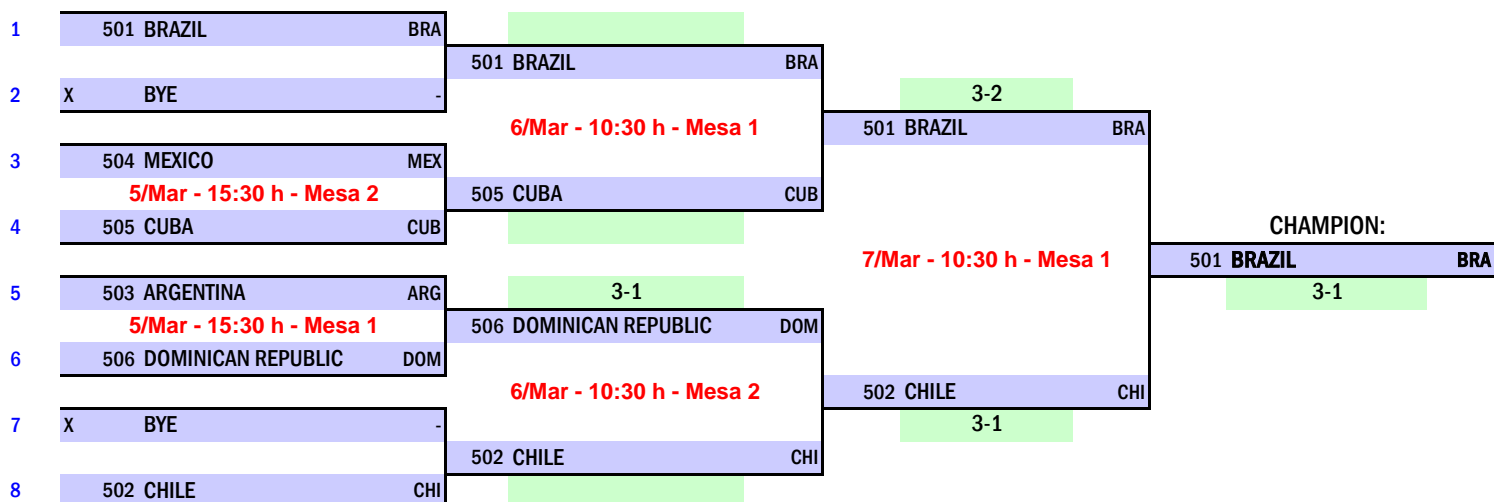 1 501 BRAZIL BRA
501 BRAZIL BRA
2 X BYE - 3-2
6/Mar - 10:30 h - Mesa 1 501 BRAZIL BRA
3 504 MEXICO MEX
5/Mar - 15:30 h - Mesa 2 505 CUBA CUB
4 505 CUBA CUB CHAMPION:
7/Mar - 10:30 h - Mesa 1 501 BRAZIL BRA
5 503 ARGENTINA ARG 3-1 3-1
5/Mar - 15:30 h - Mesa 1 506 DOMINICAN REPUBLIC DOM
6 506 DOMINICAN REPUBLIC DOM
6/Mar - 10:30 h - Mesa 2 502 CHILE CHI
7 X BYE - 3-1
502 CHILE CHI
8 502 CHILE CHI